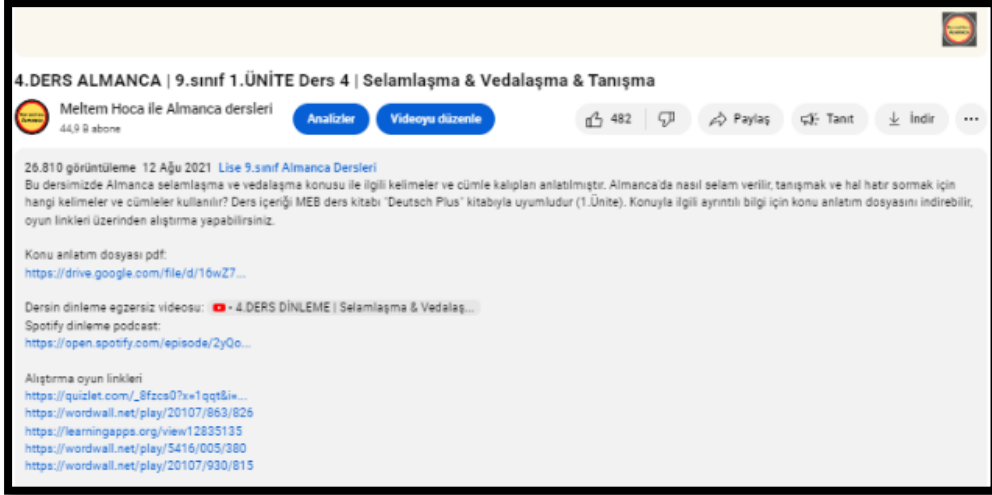 4.DERS ALMANCA | 9.sınıf 1.ÜNİTE Ders 4 | Selamlaşma & Vedalaşma & Tanışma
Meltem Hoca ile Almanca dersleri
44,9 B abone
Analizler
Videoyu düzenle
482
Paylaş
Tanıt
İndir
26.810 görüntüleme 12 Ağu 2021 Lise 9.sınıf Almanca Dersleri
Bu dersimizde Almanca selamlaşma ve vedalaşma konusu ile ilgili kelimeler ve cümle kalıpları anlatılmıştır. Almanca'da nasıl selam verilir, tanışmak ve hal hatır sormak için
hangi kelimeler ve cümleler kullanılır? Ders içeriği MEB ders kitabı "Deutsch Plus" kitabıyla uyumludur (1.Ünite). Konuyla ilgili ayrıntılı bilgi için konu anlatım dosyasını indirebilir,
oyun linkleri üzerinden alıştırma yapabilirsiniz.
Konu anlatım dosyası pdf:
https://drive.google.com/file/d/16wZ7...
Dersin dinleme egzersiz videosu: - 4.DERS DİNLEME | Selamlaşma & Vedalaş...
Spotify dinleme podcast:
https://open.spotify.com/episode/2yQo...
Alıştırma oyun linkleri
https://quizlet.com/_8fzcs0?x=1qqt&i=...
https://wordwall.net/play/20107/863/826
https://learningapps.org/view12835135
https://wordwall.net/play/5416/005/380
https://wordwall.net/play/20107/930/815